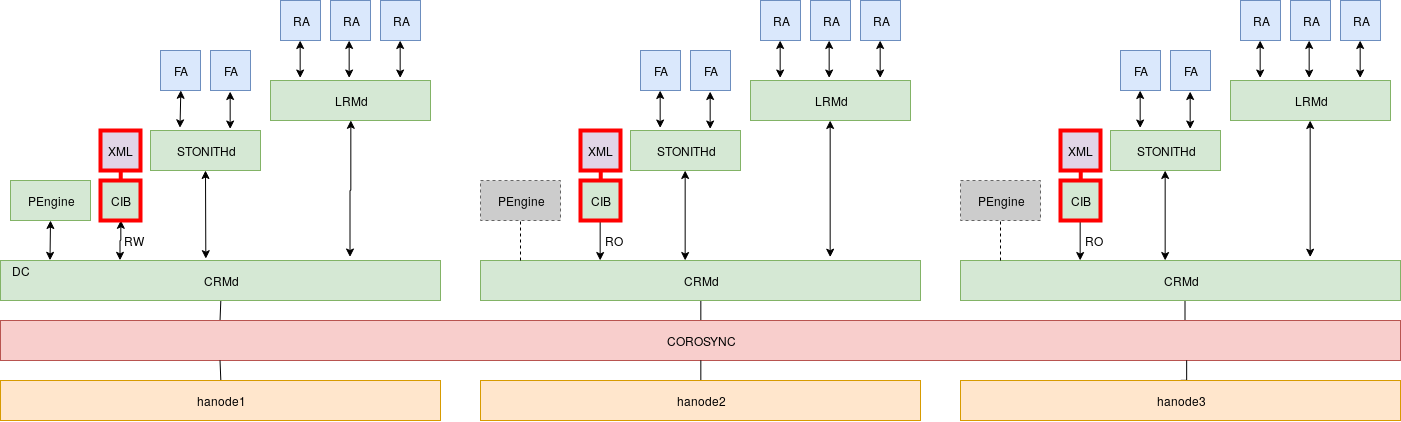 RA RA RA RA RA RA RA RA RA
FA FA FA FA FA FA
LRMd LRMd LRMd
XML STONITHd XML STONITHd XML STONITHd
PEngine CIB PEngine CIB PEngine CIB
RW RO RO
DC
CRMd CRMd CRMd
COROSYNC
hanode1 hanode2 hanode3